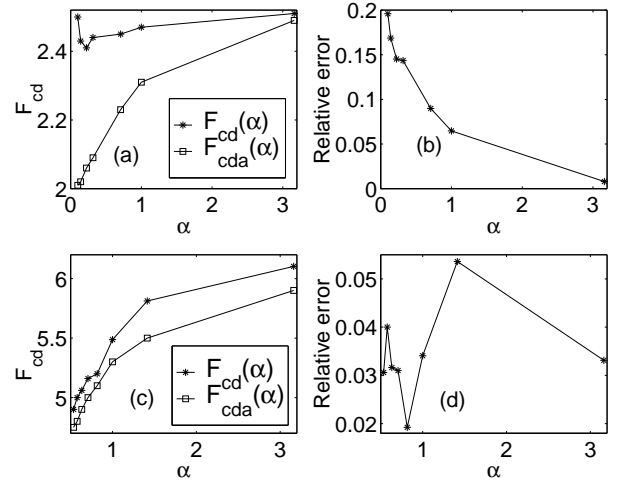 2.4
2.2
2
F_cd
0
1
2
3
α
(a)
F_cd(α)
F_cda(α)
0.2
0.15
0.1
0.05
0
Relative error
0
1
2
3
α
(b)
6
5.5
5
F_cd
1
2
3
α
(c)
F_cd(α)
F_cda(α)
0.05
0.04
0.03
0.02
Relative error
1
2
3
α
(d)